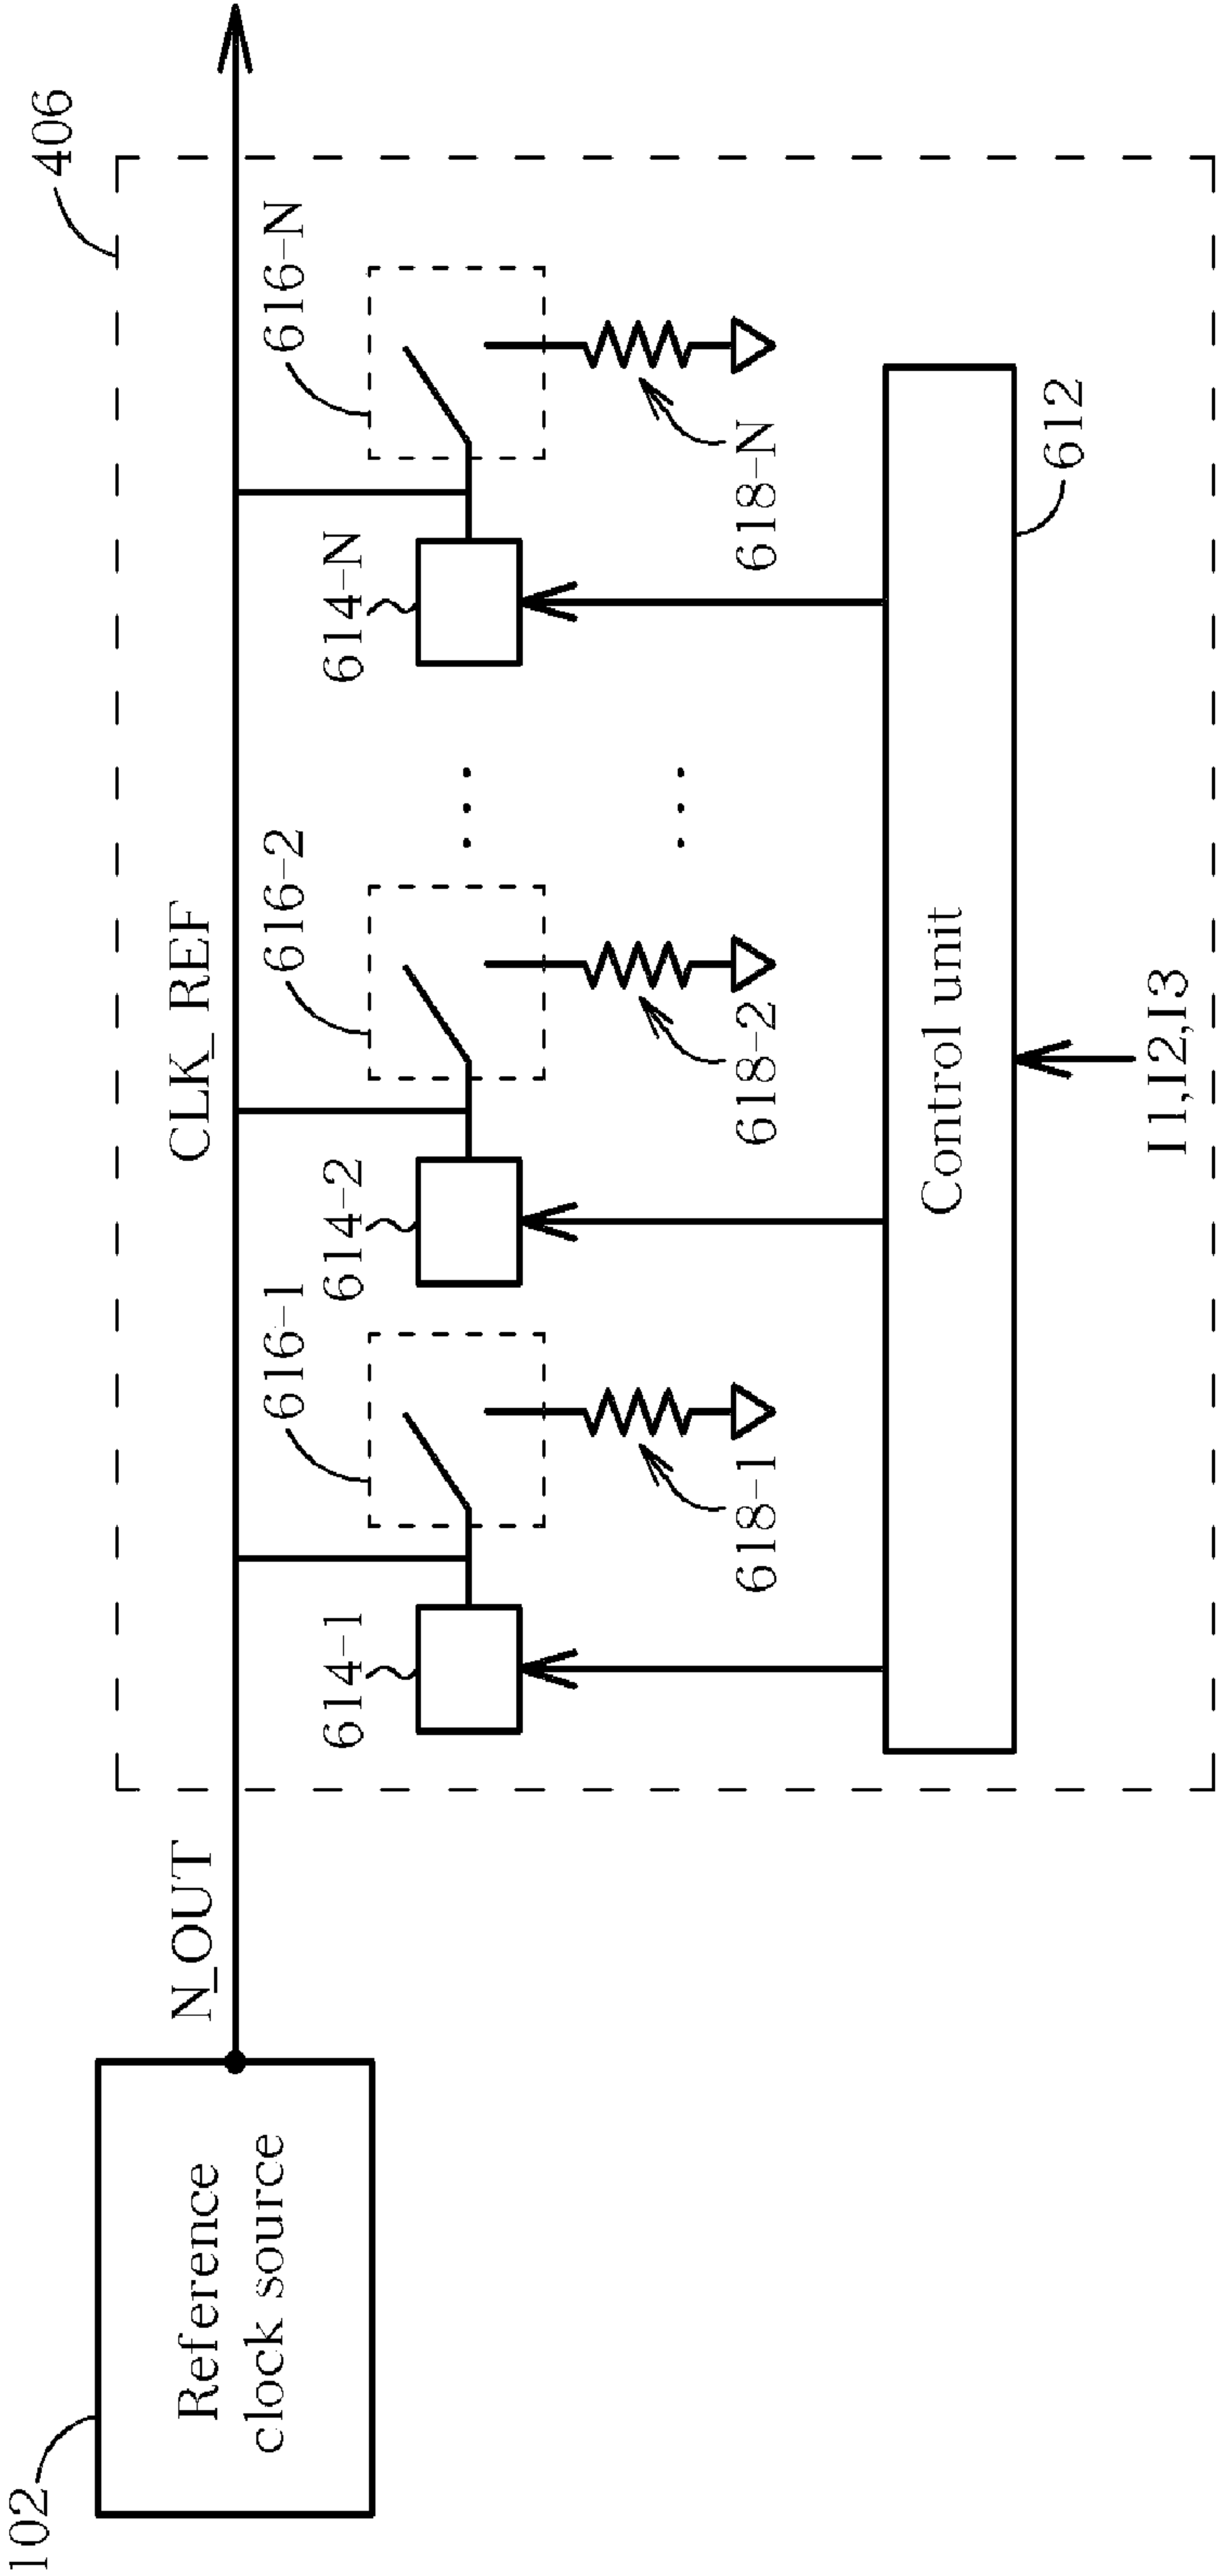 406
102
Reference
clock source
N_OUT
CLK_REF
616-1
616-2
616-N
614-1
614-2
614-N
618-1
618-2
618-N
Control unit
612
I1,I2,I3